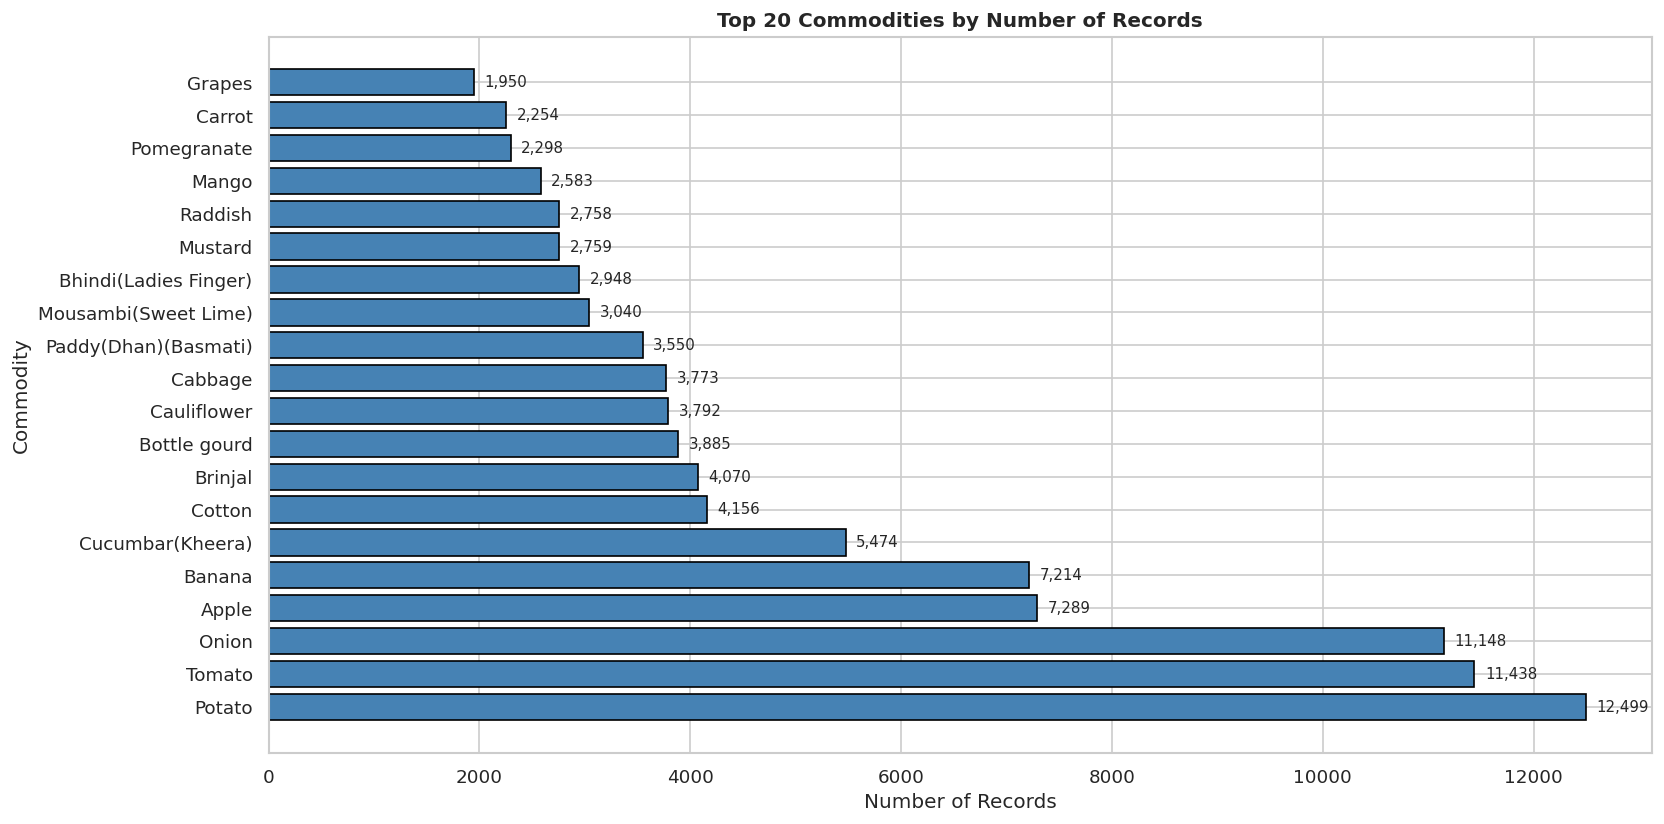 Top 20 Commodities by Number of Records
Grapes 1,950
Carrot 2,254
Pomegranate 2,298
Mango 2,583
Raddish 2,758
Mustard 2,759
Bhindi(Ladies Finger) 2,948
Mousambi(Sweet Lime) 3,040
Paddy(Dhan)(Basmati) 3,550
Cabbage 3,773
Cauliflower 3,792
Bottle gourd 3,885
Brinjal 4,070
Cotton 4,156
Cucumbar(Kheera) 5,474
Banana 7,214
Apple 7,289
Onion 11,148
Tomato 11,438
Potato 12,499
Commodity
0 2000 4000 6000 8000 10000 12000
Number of Records